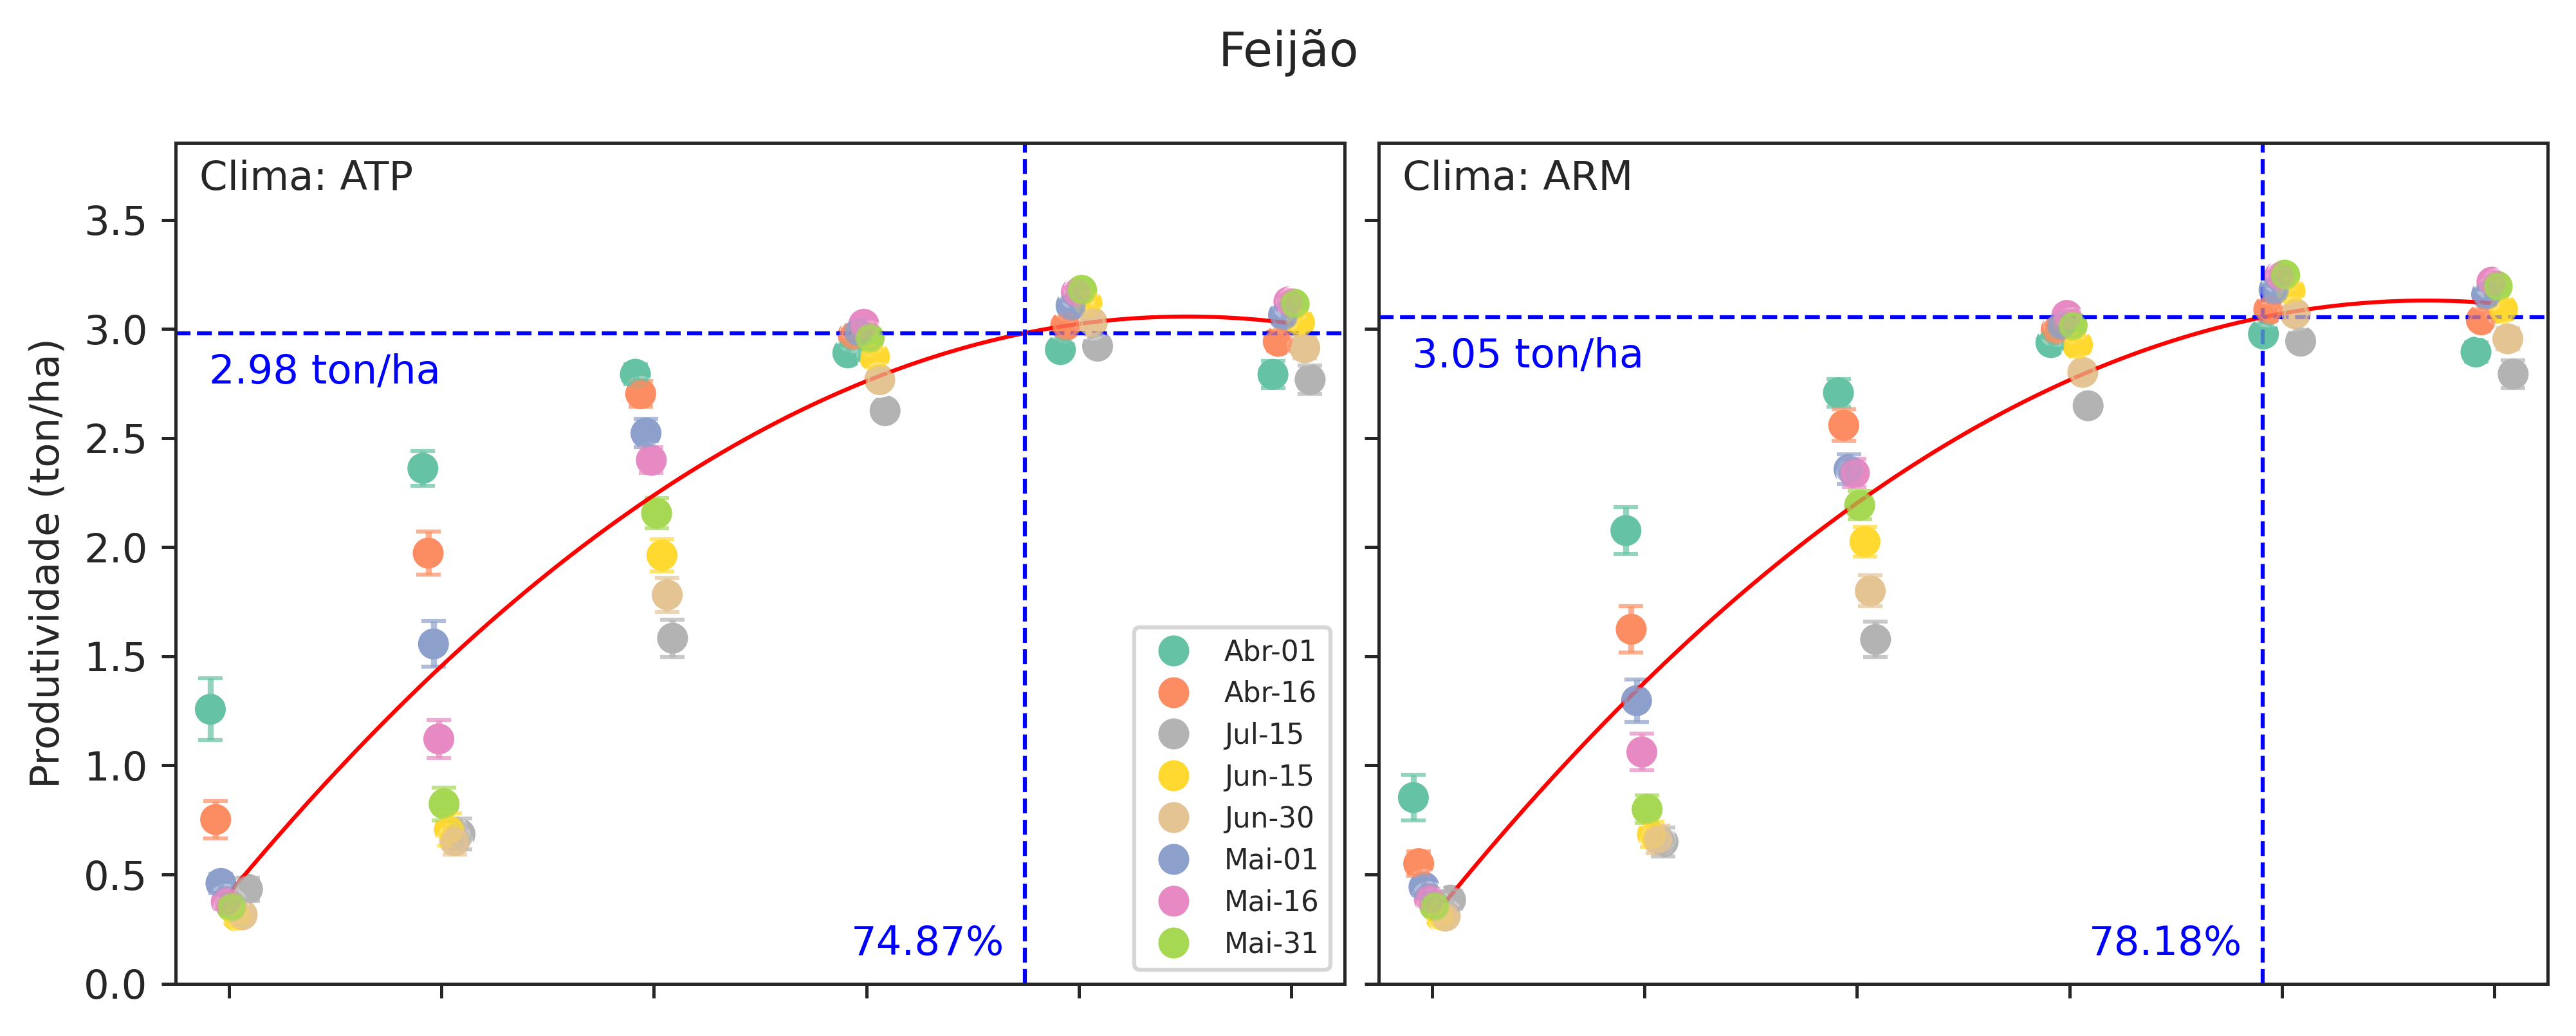 Feijão
Clima: ATP
Clima: ARM
Produtividade (ton/ha)
3.5
3.0
2.5
2.0
1.5
1.0
0.5
0.0
2.98 ton/ha
74.87%
Abr-01
Abr-16
Jul-15
Jun-15
Jun-30
Mai-01
Mai-16
Mai-31
3.05 ton/ha
78.18%